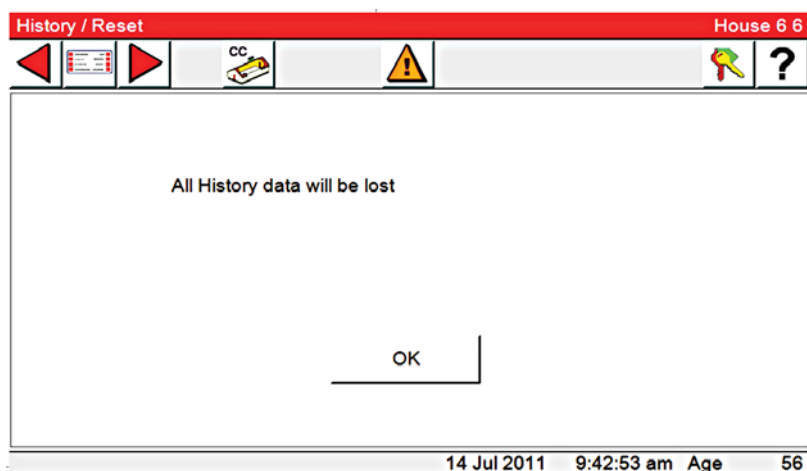 History / Reset House 6 6
CC
?
All History data will be lost
OK
14 Jul 2011 9:42:53 am Age 56